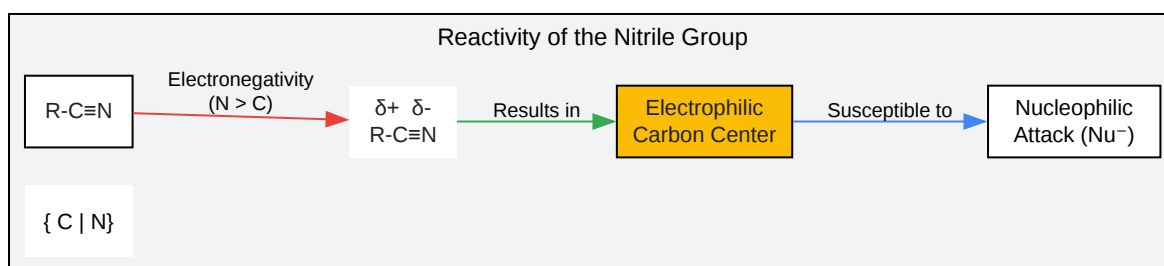 Reactivity of the Nitrile Group
R-C≡N
Electronegativity
(N > C)
δ+ δ-
R-C≡N
Results in
Electrophilic
Carbon Center
Susceptible to
Nucleophilic
Attack (Nu⁻)
{ C | N}